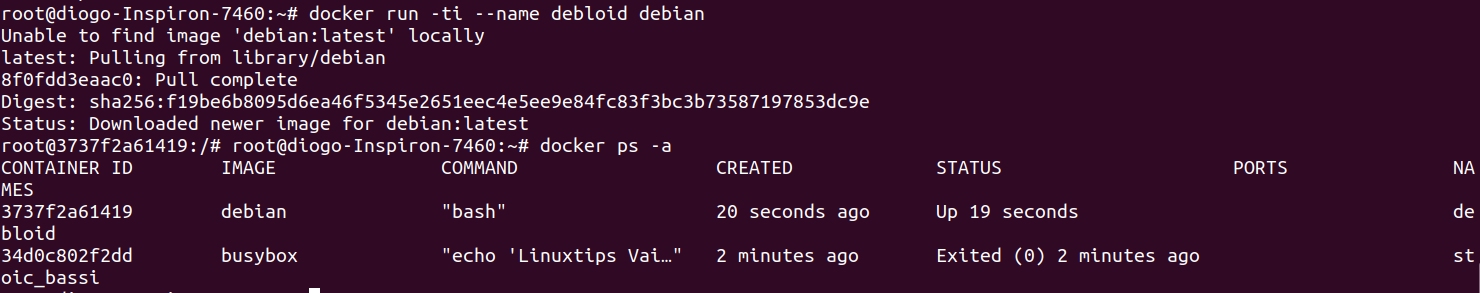 root@diogo-Inspiron-7460:~# docker run -ti --name debloid debian
Unable to find image 'debian:latest' locally
latest: Pulling from library/debian
8f0fdd3eaac0: Pull complete
Digest: sha256:f19be6b8095d6ea46f5345e2651eec4e5ee9e84fc83f3bc3b73587197853dc9e
Status: Downloaded newer image for debian:latest
root@3737f2a61419:/# root@diogo-Inspiron-7460:~# docker ps -a
CONTAINER ID        IMAGE               COMMAND                  CREATED             STATUS                     PORTS               NA
MES
3737f2a61419        debian              "bash"                   20 seconds ago      Up 19 seconds                                  de
bloid
34d0c802f2dd        busybox             "echo 'Linuxtips Vai…"   2 minutes ago       Exited (0) 2 minutes ago                       st
oic_bassi